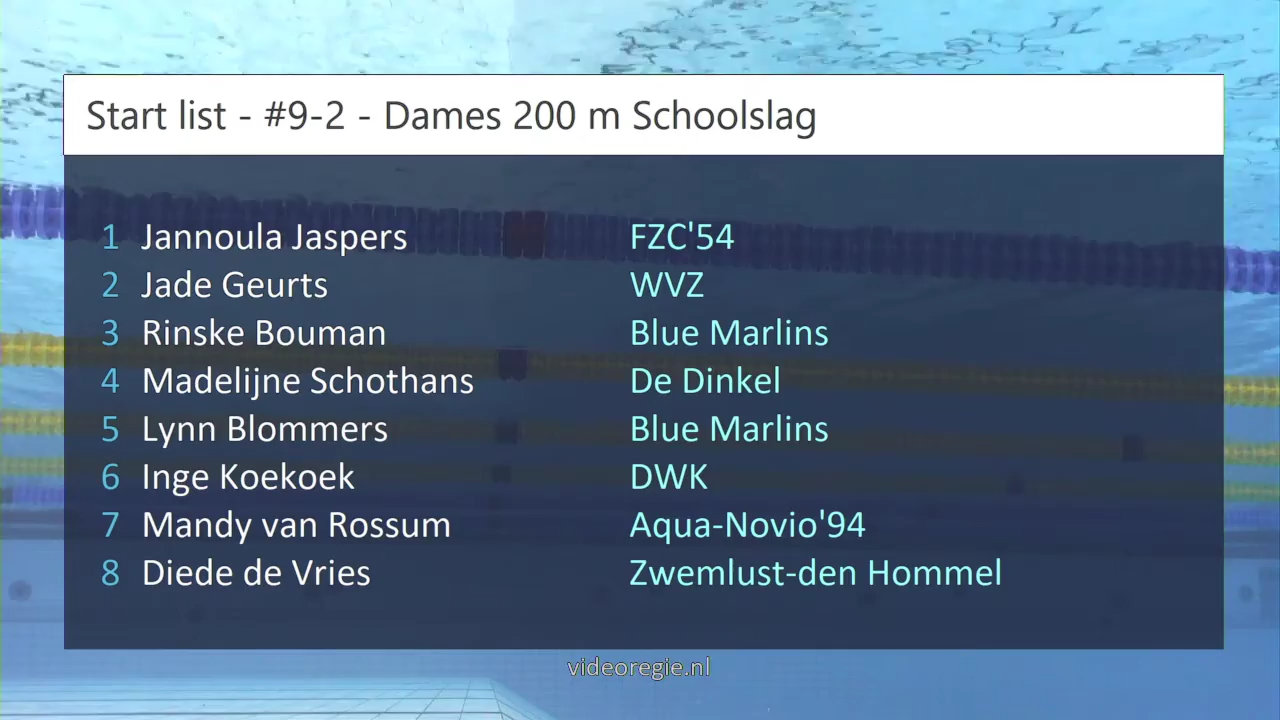 Start list - #9-2 - Dames 200 m Schoolslag
1 Jannoula Jaspers FZC'54
2 Jade Geurts WVZ
3 Rinske Bouman Blue Marlins
4 Madelijne Schothans De Dinkel
5 Lynn Blommers Blue Marlins
6 Inge Koekoek DWK
7 Mandy van Rossum Aqua-Novio'94
8 Diede de Vries Zwemlust-den Hommel
videoregie.nl